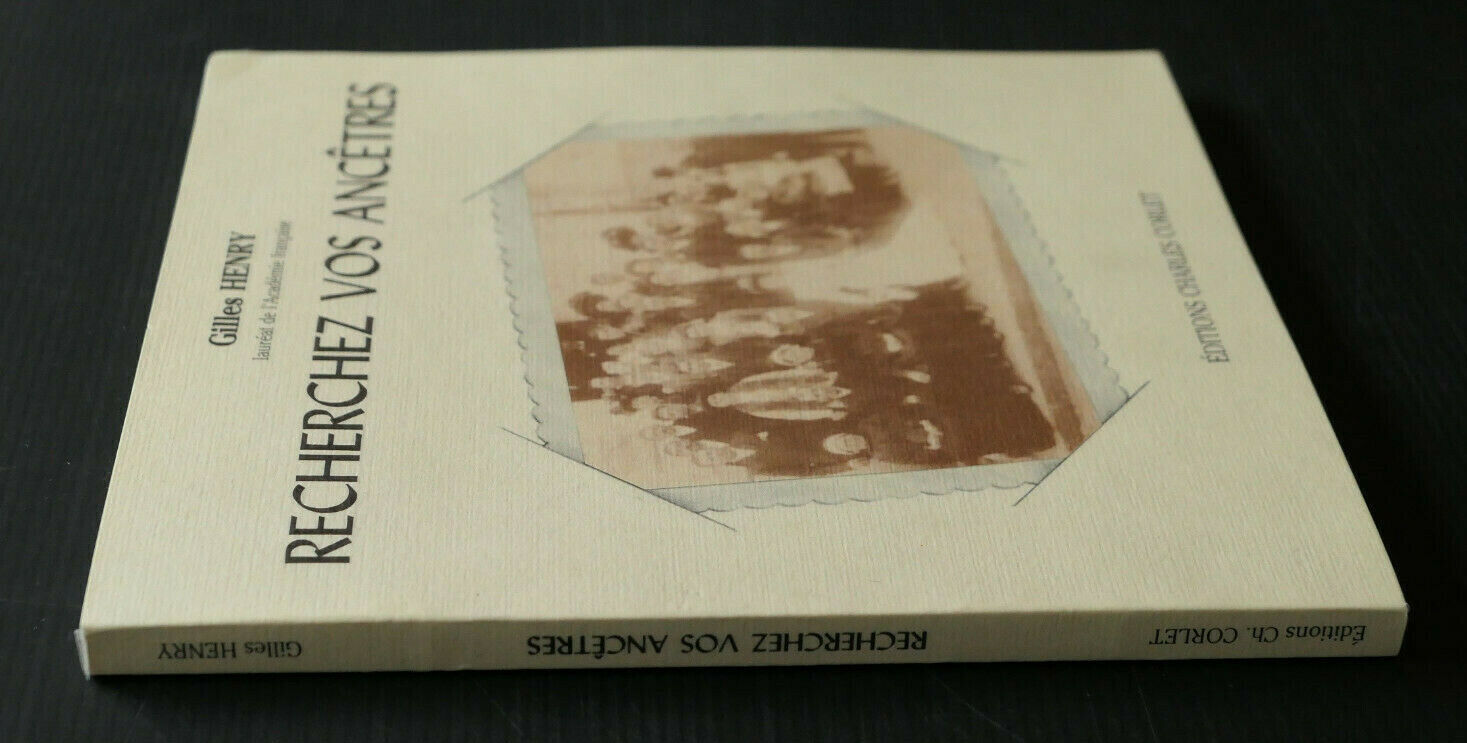 Gilles HENRY
lauréat de l'Académie française
RECHERCHEZ VOS ANCÊTRES
ÉDITIONS CHARLES CORLET
Gilles HENRY
RECHERCHEZ VOS ANCÊTRES
Éditions Ch. CORLET